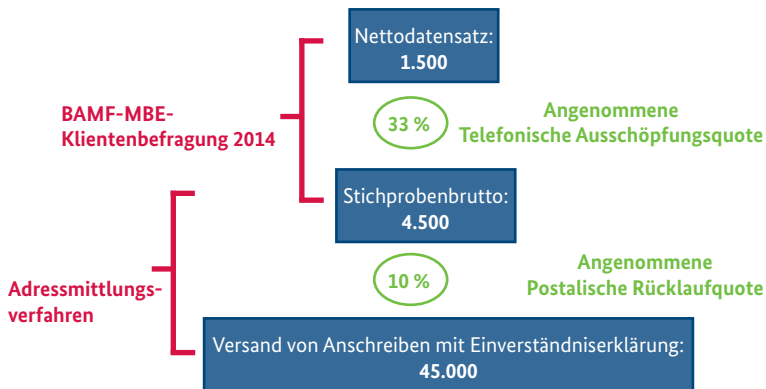 Nettodatensatz:
1.500
BAMF-MBE-
Klientenbefragung 2014
33 %
Angenommene
Telefonische Ausschöpfungsquote
Stichprobenbrutto:
4.500
Adressmittlungs-
verfahren
10 %
Angenommene
Postalische Rücklaufquote
Versand von Anschreiben mit Einverständniserklärung:
45.000